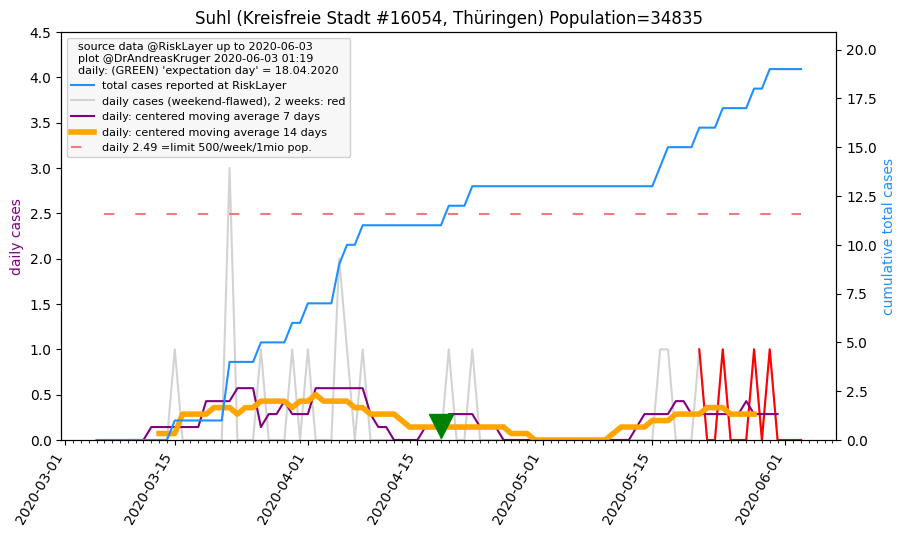 Suhl (Kreisfreie Stadt #16054, Thüringen) Population=34835
source data @RiskLayer up to 2020-06-03
plot @DrAndreasKruger 2020-06-03 01:19
daily: (GREEN) 'expectation day' = 18.04.2020
total cases reported at RiskLayer
daily cases (weekend-flawed), 2 weeks: red
daily: centered moving average 7 days
daily: centered moving average 14 days
daily 2.49 =limit 500/week/1mio pop.
daily cases
4.5
4.0
3.5
3.0
2.5
2.0
1.5
1.0
0.5
0.0
20.0
17.5
15.0
12.5
10.0
7.5
5.0
2.5
0.0
cumulative total cases
2020-03-01
2020-03-15
2020-04-01
2020-04-15
2020-05-01
2020-05-15
2020-06-01